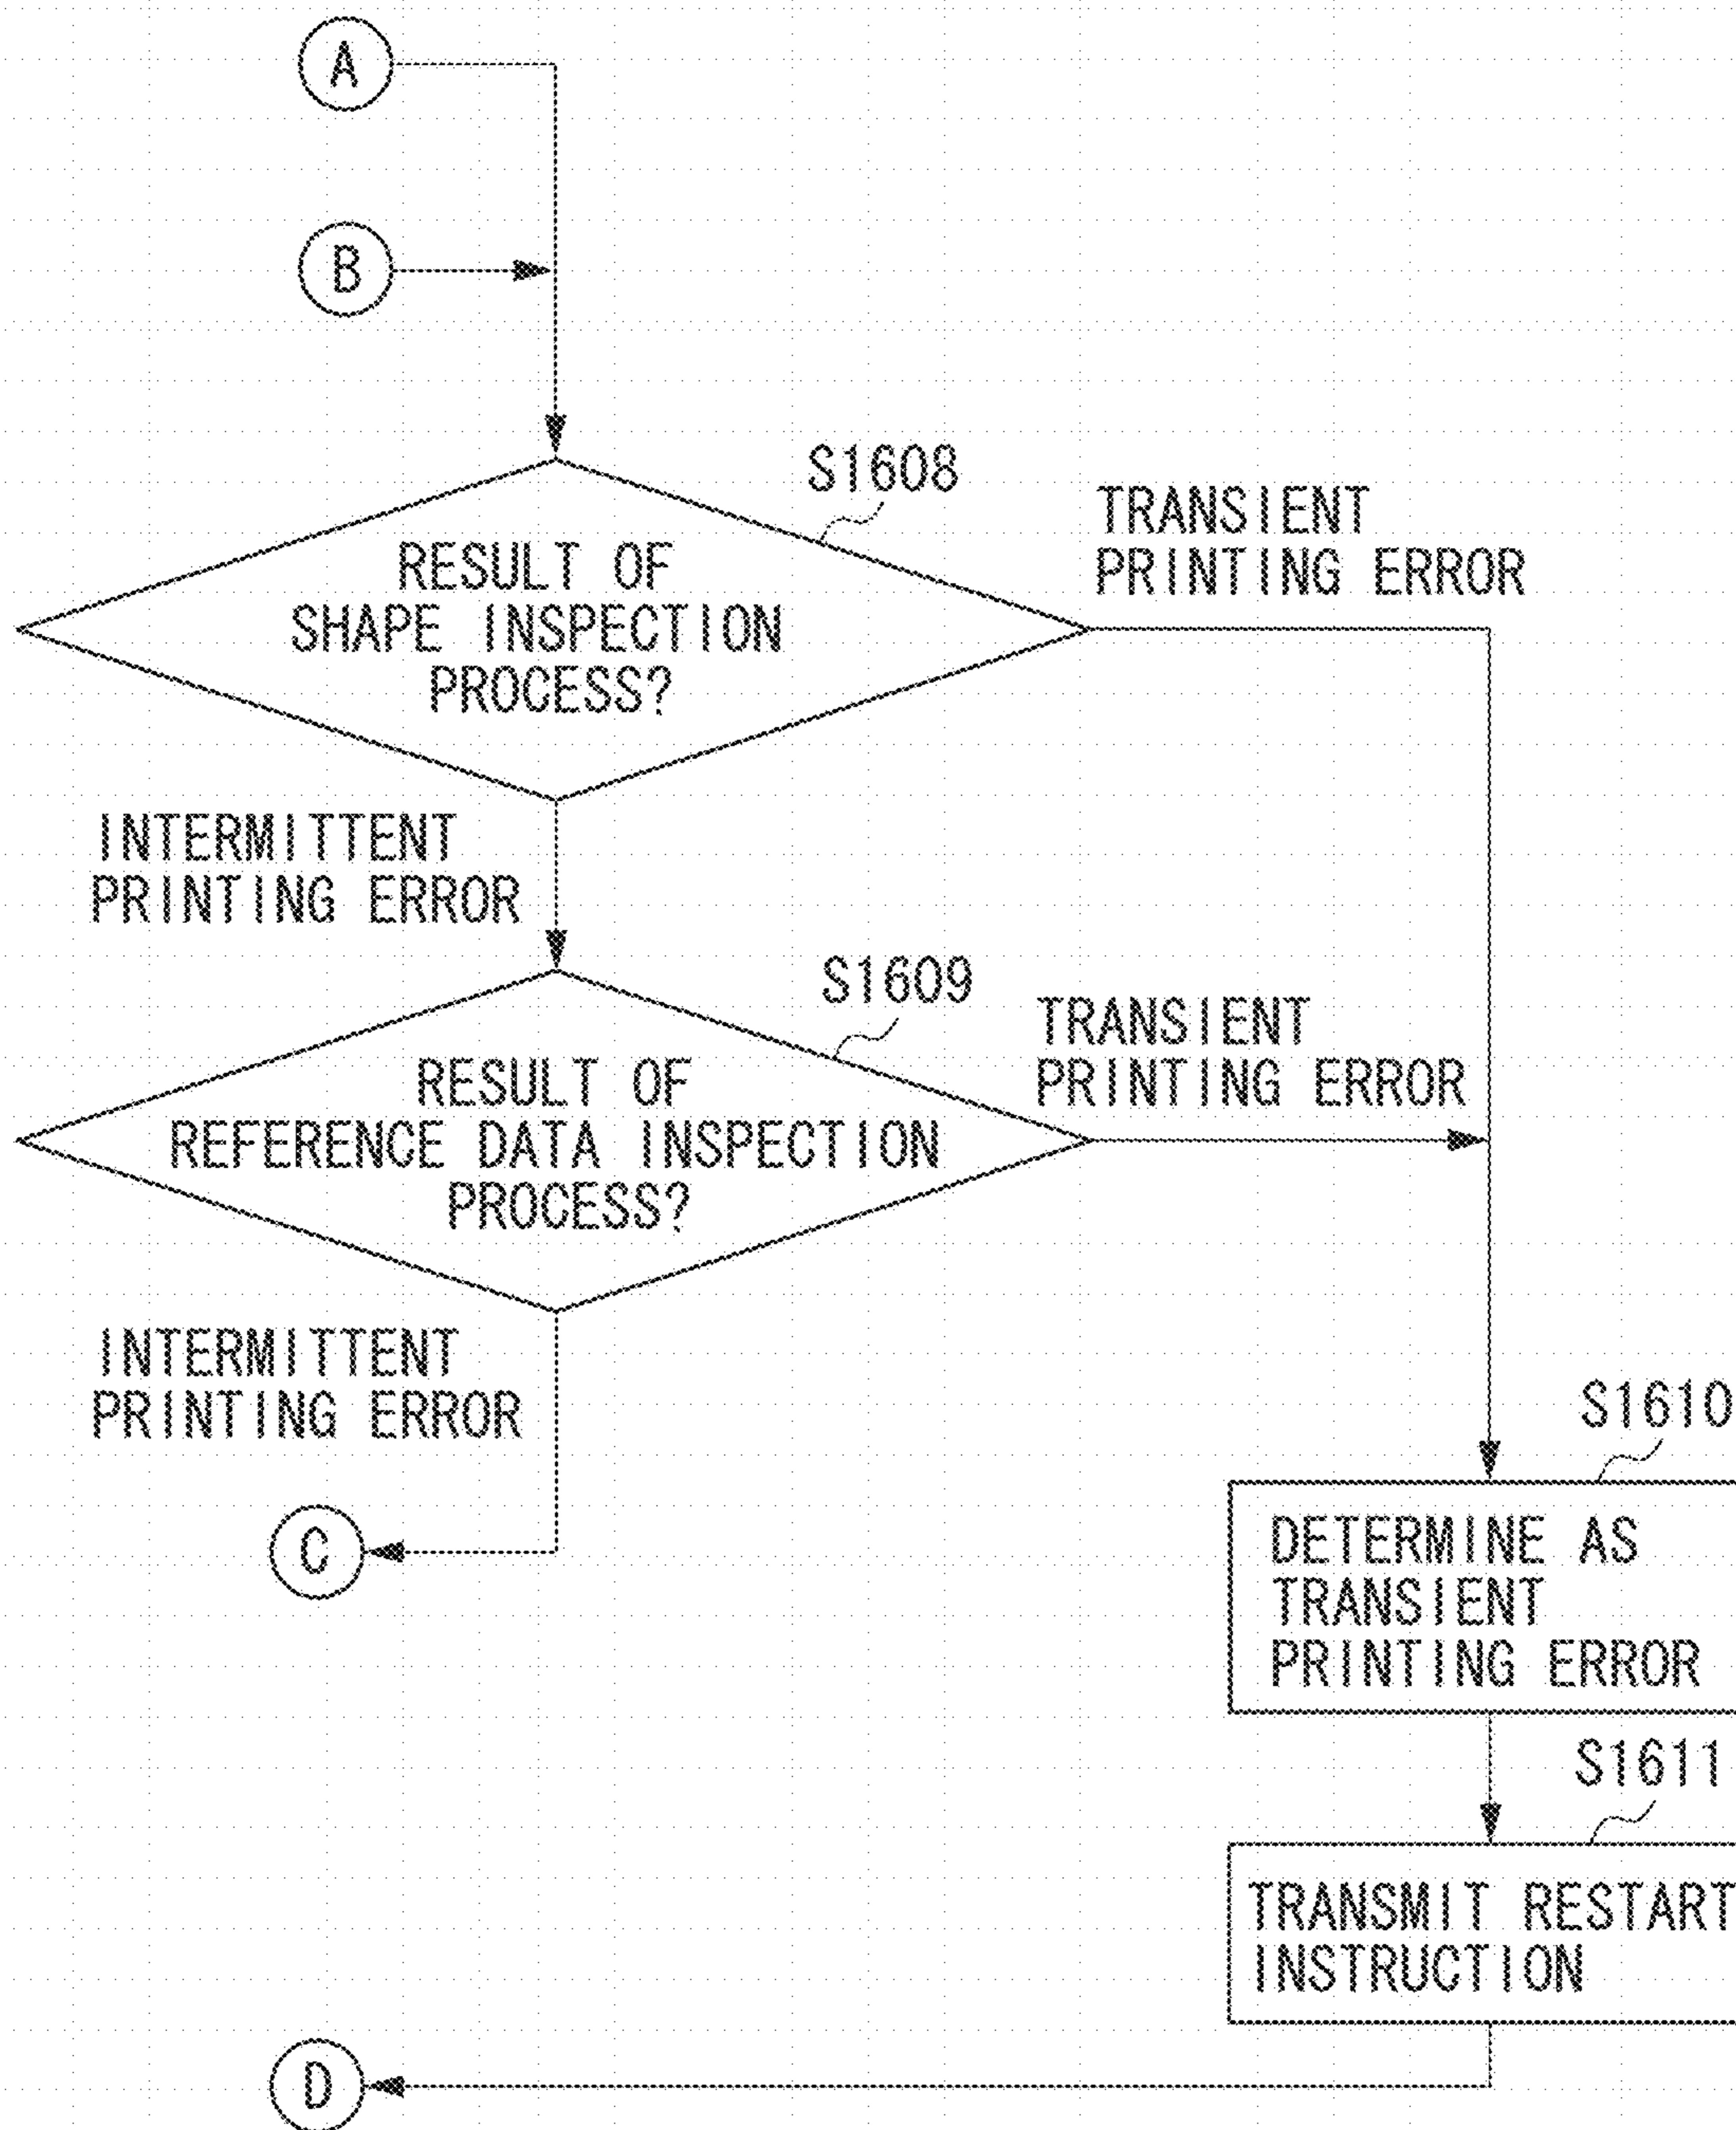 A
B
S1608
TRANSIENT
PRINTING ERROR
RESULT OF
SHAPE INSPECTION
PROCESS?
INTERMITTENT
PRINTING ERROR
S1609
TRANSIENT
PRINTING ERROR
RESULT OF
REFERENCE DATA INSPECTION
PROCESS?
INTERMITTENT
PRINTING ERROR
C
S1610
DETERMINE AS
TRANSIENT
PRINTING ERROR
S1611
TRANSMIT RESTART
INSTRUCTION
D